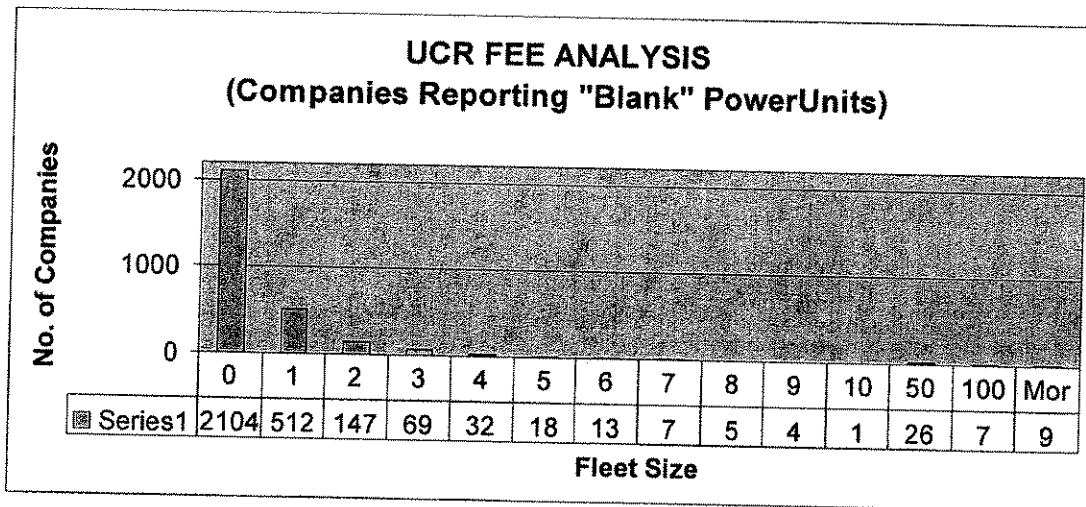 UCR FEE ANALYSIS
(Companies Reporting "Blank" PowerUnits)
No. of Companies
2000
1000
0
0 1 2 3 4 5 6 7 8 9 10 50 100 Mor
Series1 2104 512 147 69 32 18 13 7 5 4 1 26 7 9
Fleet Size